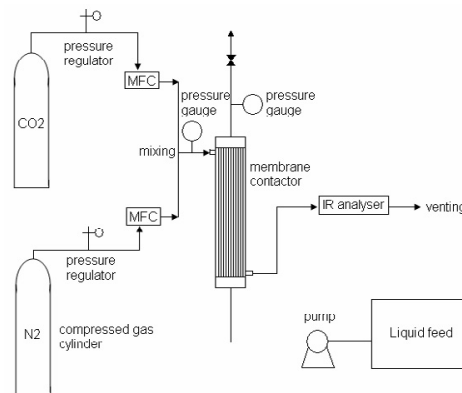 pressure
regulator
MFC
CO2
pressure
gauge
pressure
gauge
mixing
membrane
contactor
IR analyser
venting
MFC
pressure
regulator
N2
compressed gas
cylinder
pump
Liquid feed